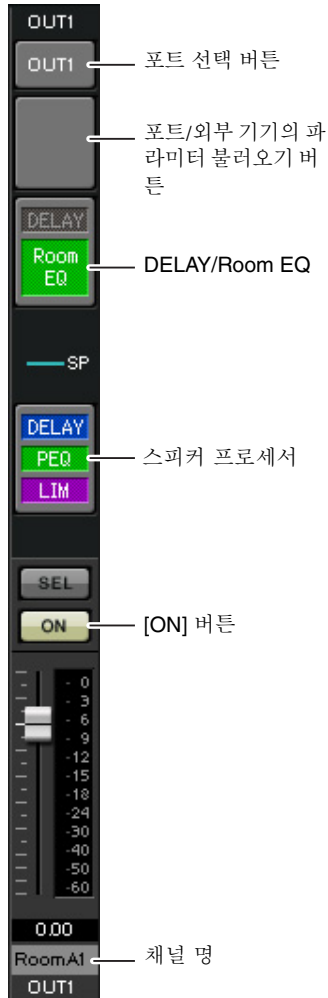 OUT1
OUT1
포트 선택 버튼
포트/외부 기기의 파
라미터 불러오기 버
튼
DELAY
Room
EQ
DELAY/Room EQ
SP
DELAY
PEQ
LIM
스피커 프로세서
SEL
ON
[ON] 버튼
- 0
- 3
- 6
- 9
-12
-15
-18
-24
-30
-40
-50
-60
0.00
RoomA1
채널 명
OUT1